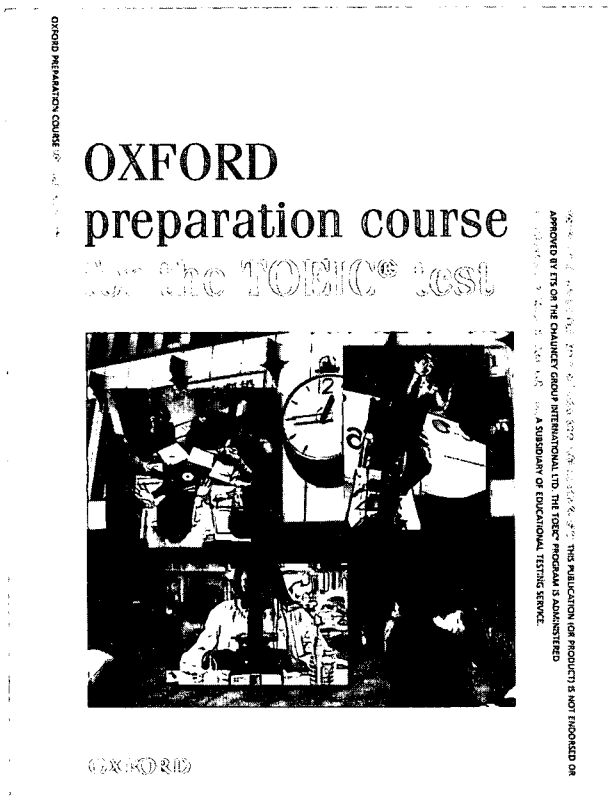 OXFORD PREPARATION COURSE
OXFORD
preparation course
for the TOEIC® test
12
THIS PUBLICATION (OR PRODUCT) IS NOT ENDORSED OR
APPROVED BY ETS OR THE CHAUNCEY GROUP INTERNATIONAL LTD. THE TOEIC® PROGRAM IS ADMINISTERED
A SUBSIDIARY OF EDUCATIONAL TESTING SERVICE.
OXFORD